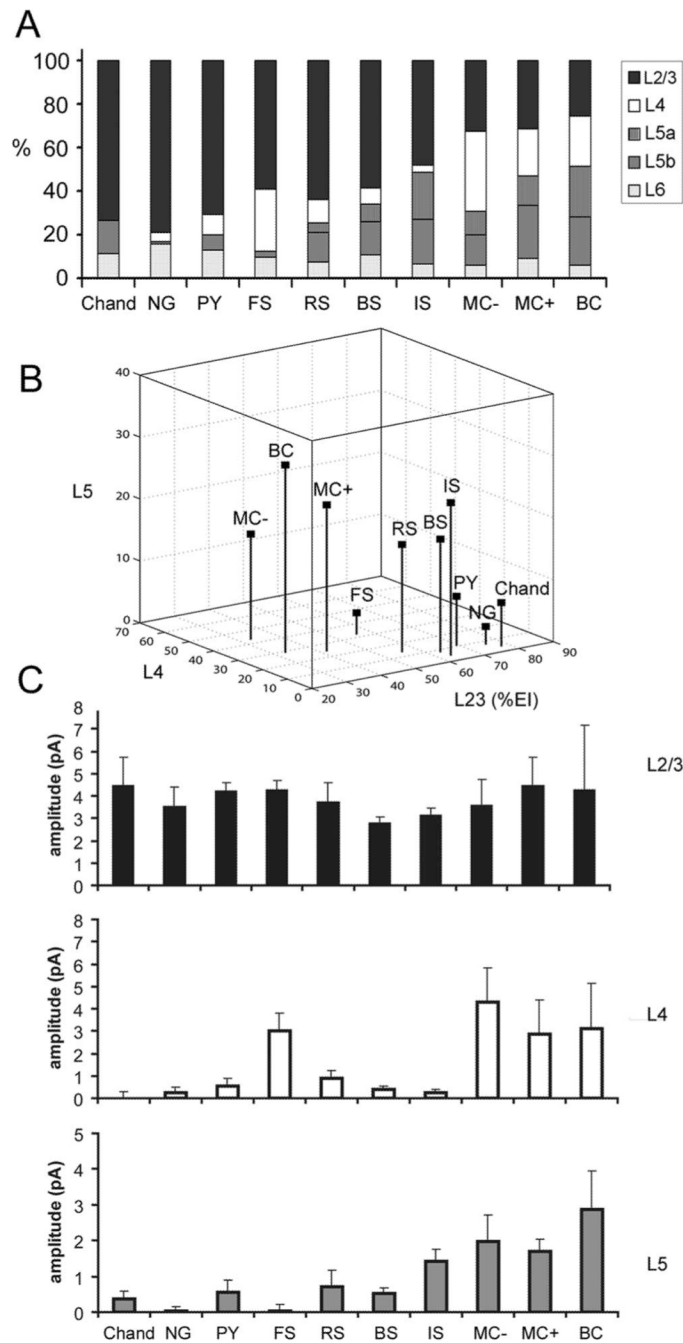 A
100
80
60
%
40
20
0
Chand NG PY FS RS BS IS MC- MC+ BC
L2/3
L4
L5a
L5b
L6
B
40
30
L5
20
10
0
70
60
50
40
30
20
10
0
L4
20 30 40 50 60 70 80 90
L23 (%EI)
BC
MC-
MC+
IS
RS
BS
FS
PY
Chand
NG
C
8
7
6
5
4
3
2
1
0
amplitude (pA)
L2/3
8
7
6
5
4
3
2
1
0
amplitude (pA)
L4
5
4
3
2
1
0
amplitude (pA)
L5
Chand NG PY FS RS BS IS MC- MC+ BC